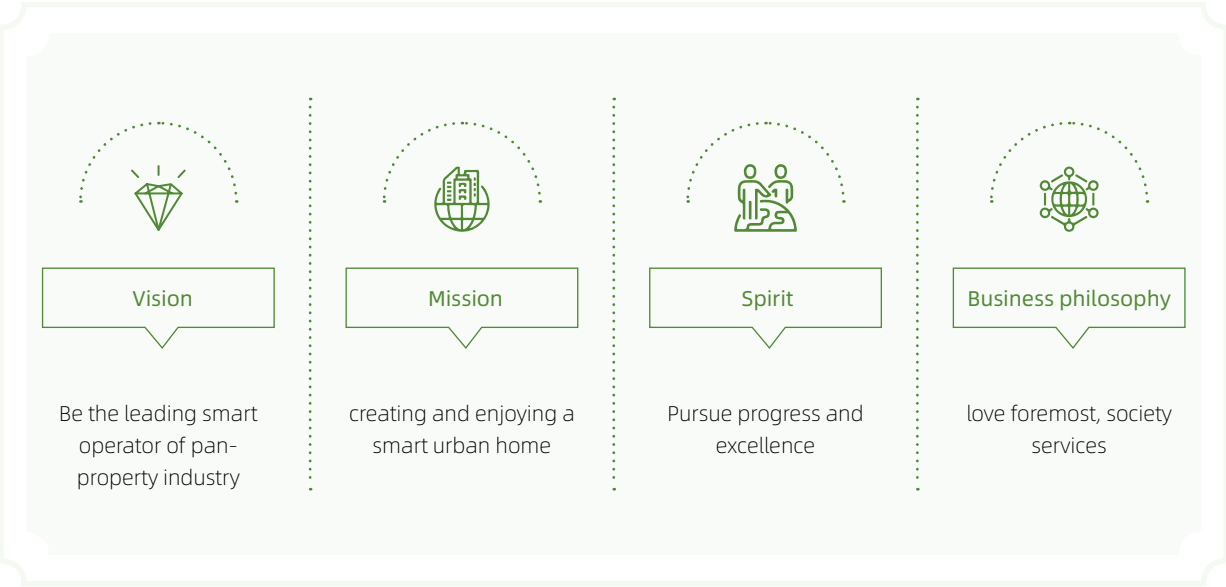 Vision
Be the leading smart
operator of pan-
property industry
Mission
creating and enjoying a
smart urban home
Spirit
Pursue progress and
excellence
Business philosophy
love foremost, society
services